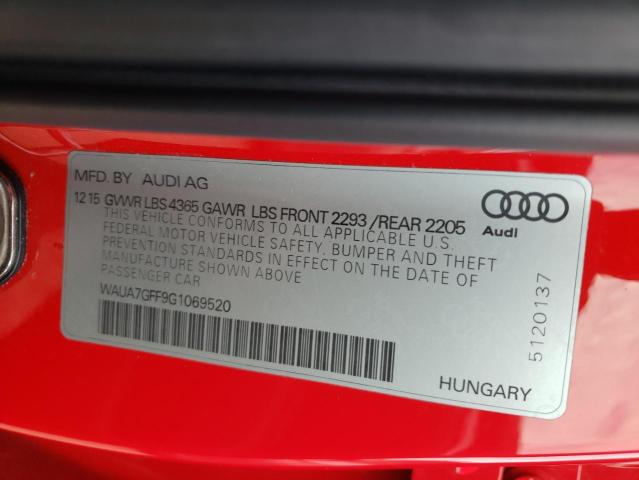 MFD. BY AUDI AG
12 15 GVWR LBS 4365 GAWR LBS FRONT 2293 /REAR 2205
THIS VEHICLE CONFORMS TO ALL APPLICABLE U.S.
FEDERAL MOTOR VEHICLE SAFETY, BUMPER AND THEFT
PREVENTION STANDARDS IN EFFECT ON THE DATE OF
MANUFACTURE SHOWN ABOVE
PASSENGER CAR
WAUA7GFF9G1069520
Audi
5120137
HUNGARY